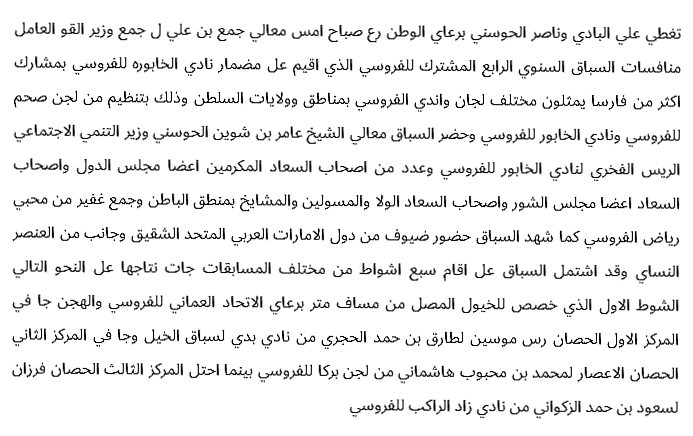 تغطي علي البادي وناصر الحوسني برعاي الوطن رع صباح امس معالي جمع بن علي ل جمع وزير القو العامل
منافسات السباق السنوي الرابع المشترك للفروسي الذي اقيم عل مضمار نادي الخابوره للفروسي بمشارك
اكثر من فارسا يمثلون مختلف لجان واندي الفروسي بمناطق وولايات السلطن وذلك بتنظيم من لجن صحم
للفروسي ونادي الخابور للفروسي وحضر السباق معالي الشيخ عامر بن شوين الحوسني وزير التنمي الاجتماعي
الريس الفخري لنادي الخابور للفروسي وعدد من اصحاب السعاد المكرمين اعضا مجلس الدول واصحاب
السعاد اعضا مجلس الشور واصحاب السعاد الولا والمسولين والمشايخ بمنطق الباطن وجمع غفير من محبي
رياض الفروسي كما شهد السباق حضور ضيوف من دول الامارات العربي المتحد الشقيق وجانب من العنصر
النساي وقد اشتمل السباق عل اقام سبع اشواط من مختلف المسابقات جات نتاجها عل النحو التالي
الشوط الاول الذي خصص للخيول المصل من مساف متر برعاي الاتحاد العماني للفروسي والهجن جا في
المركز الاول الحصان رس موسين لطارق بن حمد الحجري من نادي بدي لسباق الخيل وجا في المركز الثاني
الحصان الاعصار لمحمد بن محبوب هاشماني من لجن بركا للفروسي بينما احتل المركز الثالث الحصان فرزان
لسعود بن حمد الزكواني من نادي زاد الراكب للفروسي